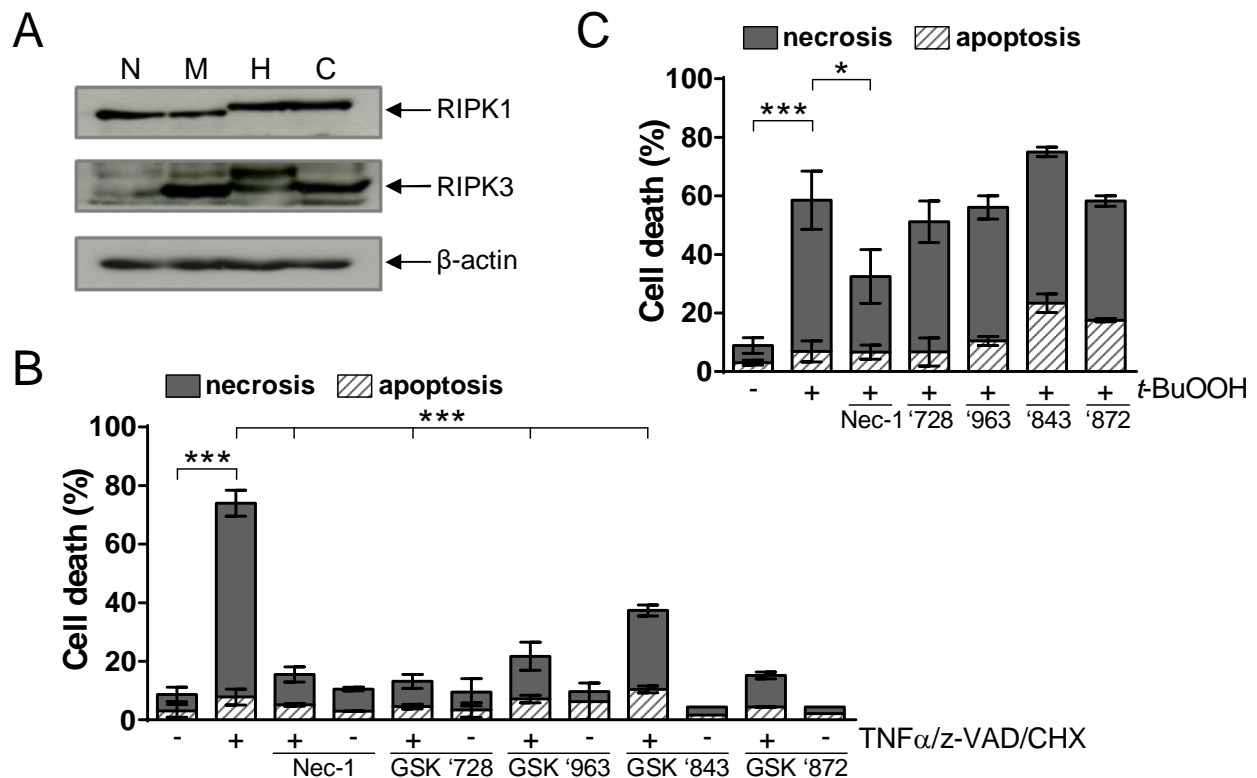 A
N M H C
RIPK1
RIPK3
β-actin
B
necrosis apoptosis
***
***
Cell death (%)
100
80
60
40
20
0
- + + - + - + - + - + - TNFα/z-VAD/CHX
Nec-1 GSK ‘728 GSK ‘963 GSK ‘843 GSK ‘872
C
necrosis apoptosis
*
***
Cell death (%)
100
80
60
40
20
0
- + + + + + + t-BuOOH
Nec-1 ‘728 ‘963 ‘843 ‘872